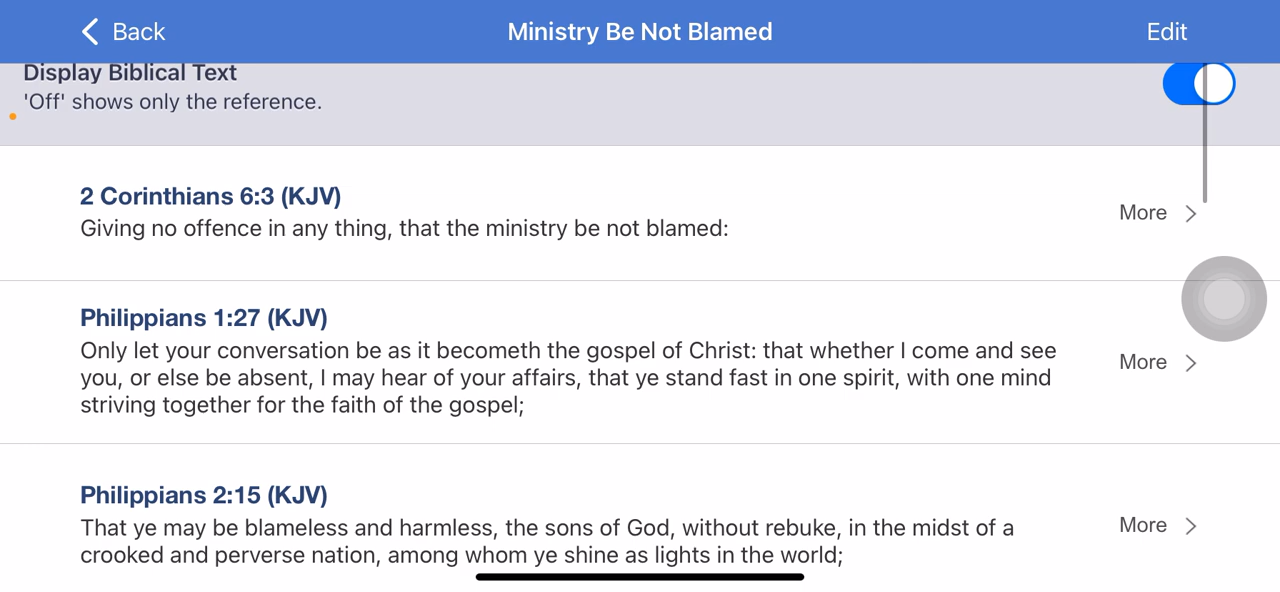 Back
Ministry Be Not Blamed
Edit
Display Biblical Text
'Off' shows only the reference.
2 Corinthians 6:3 (KJV)
Giving no offence in any thing, that the ministry be not blamed:
More
Philippians 1:27 (KJV)
Only let your conversation be as it becometh the gospel of Christ: that whether I come and see
you, or else be absent, I may hear of your affairs, that ye stand fast in one spirit, with one mind
striving together for the faith of the gospel;
More
Philippians 2:15 (KJV)
That ye may be blameless and harmless, the sons of God, without rebuke, in the midst of a
crooked and perverse nation, among whom ye shine as lights in the world;
More